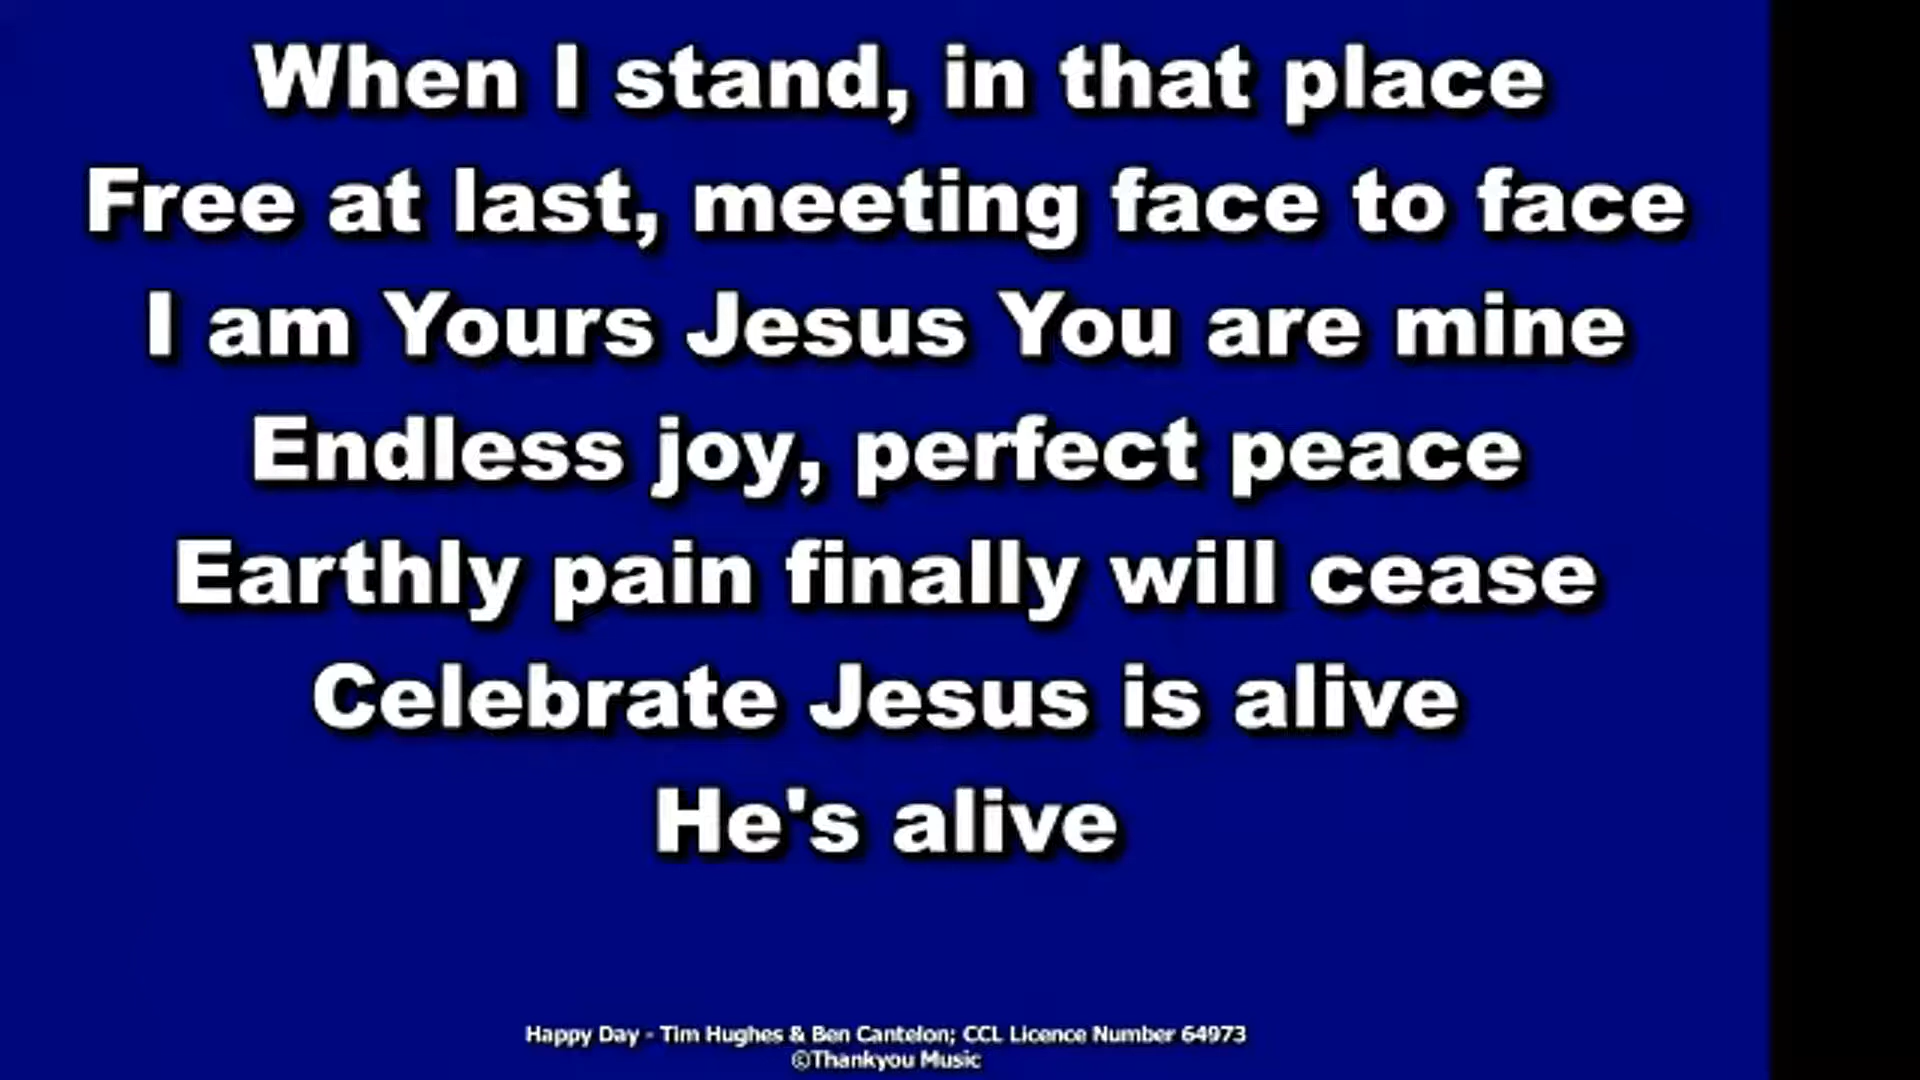 When I stand, in that place
Free at last, meeting face to face
I am Yours Jesus You are mine
Endless joy, perfect peace
Earthly pain finally will cease
Celebrate Jesus is alive
He's alive
Happy Day - Tim Hughes & Ben Cantelon; CCL Licence Number 64973
©Thankyou Music